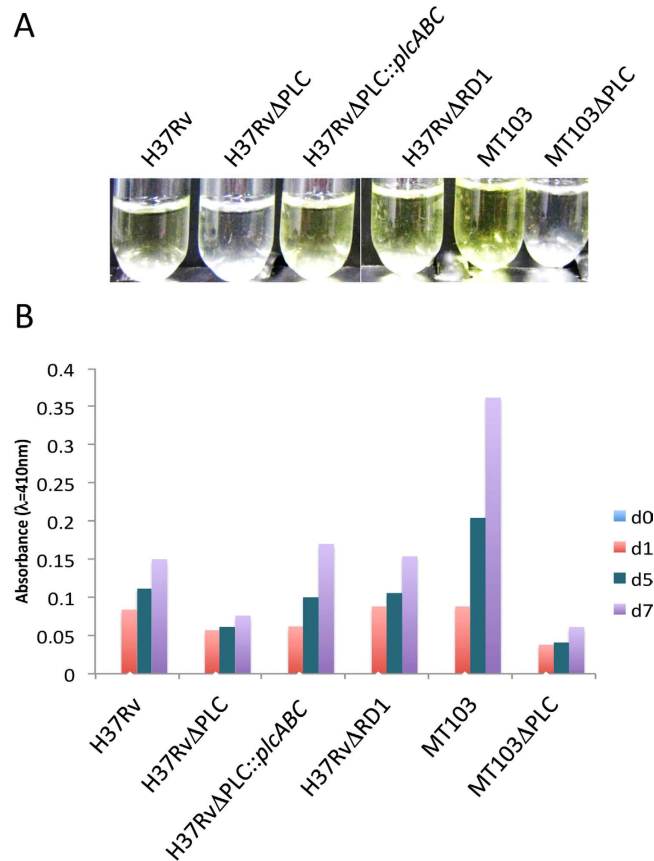 A
H37Rv
H37RvΔPLC
H37RvΔPLC::plcABC
H37RvΔRD1
MT103
MT103ΔPLC
B
0.4
0.35
0.3
0.25
0.2
0.15
0.1
0.05
0
Absorbance (λ=410nm)
d0
d1
d5
d7
H37Rv
H37RvΔPLC
H37RvΔPLC::plcABC
H37RvΔRD1
MT103
MT103ΔPLC